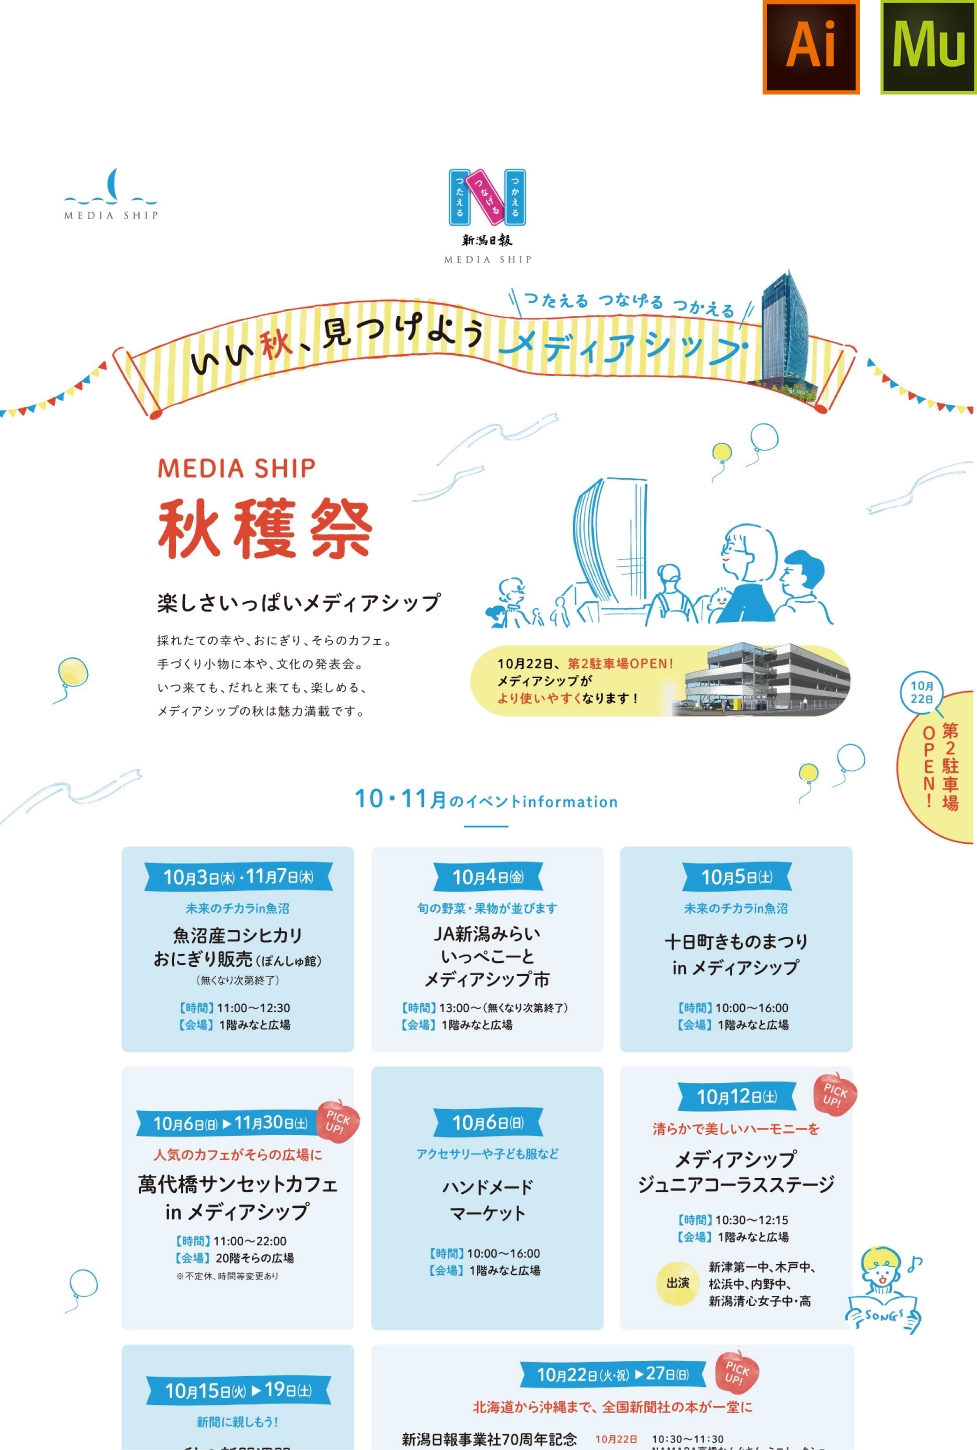 Ai
Mu
MEDIA SHIP
つたえる
つなげる
つかえる
新潟日報
MEDIA SHIP
つたえる つなげる つかえる
いい秋、見つけよう メディアシップ
MEDIA SHIP
秋穫祭
楽しさいっぱいメディアシップ
採れたての幸や、おにぎり、そらのカフェ。
手づくり小物に本や、文化の発表会。
いつ来ても、だれと来ても、楽しめる、
メディアシップの秋は魅力満載です。
10月22日、第2駐車場OPEN!
メディアシップが
より使いやすくなります！
10月
22日
第2駐車場
OPEN!
10・11月のイベントinformation
10月3日㈭・11月7日㈭
未来のチカラin魚沼
魚沼産コシヒカリ
おにぎり販売（ぽんしゅ館）
（無くなり次第終了）
【時間】11:00〜12:30
【会場】1階みなと広場
10月4日㈮
旬の野菜・果物が並びます
JA新潟みらい
いっぺこーと
メディアシップ市
【時間】13:00〜（無くなり次第終了）
【会場】1階みなと広場
10月5日㈯
未来のチカラin魚沼
十日町きものまつり
in メディアシップ
【時間】10:00〜16:00
【会場】1階みなと広場
10月6日㈰▶11月30日㈯
PICK
UP!
人気のカフェがそらの広場に
萬代橋サンセットカフェ
in メディアシップ
【時間】11:00〜22:00
【会場】20階そらの広場
※不定休、時間等変更あり
10月6日㈰
アクセサリーや子ども服など
ハンドメード
マーケット
【時間】10:00〜16:00
【会場】1階みなと広場
10月12日㈯
PICK
UP!
清らかで美しいハーモニーを
メディアシップ
ジュニアコーラスステージ
【時間】10:30〜12:15
【会場】1階みなと広場
出演
新津第一中、木戸中、
松浜中、内野中、
新潟清心女子中・高
SONGS
10月15日㈫▶19日㈯
新聞に親しもう！
10月22日（火・祝）▶27日㈰
PICK
UP!
北海道から沖縄まで、全国新聞社の本が一堂に
新潟日報事業社70周年記念
10月22日 10:30〜11:30